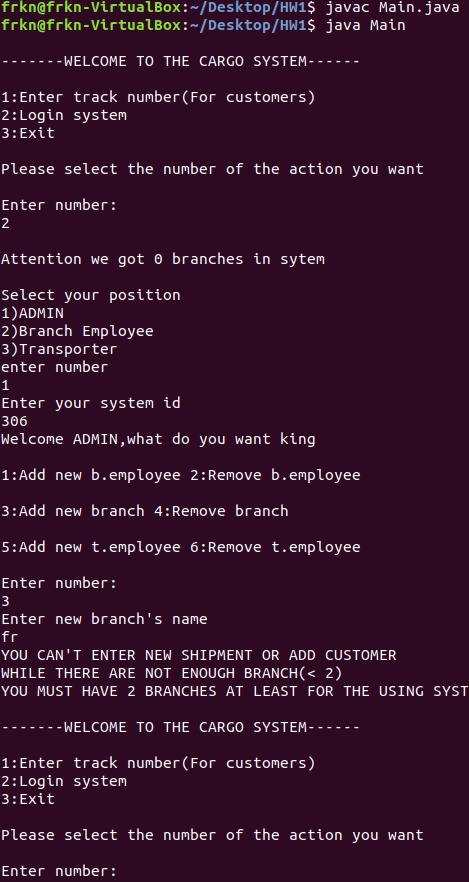 frkn@frkn-VirtualBox:~/Desktop/HW1$ javac Main.java
frkn@frkn-VirtualBox:~/Desktop/HW1$ java Main
-------WELCOME TO THE CARGO SYSTEM------
1:Enter track number(For customers)
2:Login system
3:Exit
Please select the number of the action you want
Enter number:
2
Attention we got 0 branches in sytem
Select your position
1)ADMIN
2)Branch Employee
3)Transporter
enter number
1
Enter your system id
306
Welcome ADMIN,what do you want king
1:Add new b.employee 2:Remove b.employee
3:Add new branch 4:Remove branch
5:Add new t.employee 6:Remove t.employee
Enter number:
3
Enter new branch's name
fr
YOU CAN'T ENTER NEW SHIPMENT OR ADD CUSTOMER
WHILE THERE ARE NOT ENOUGH BRANCH(< 2)
YOU MUST HAVE 2 BRANCHES AT LEAST FOR THE USING SYST
-------WELCOME TO THE CARGO SYSTEM------
1:Enter track number(For customers)
2:Login system
3:Exit
Please select the number of the action you want
Enter number: